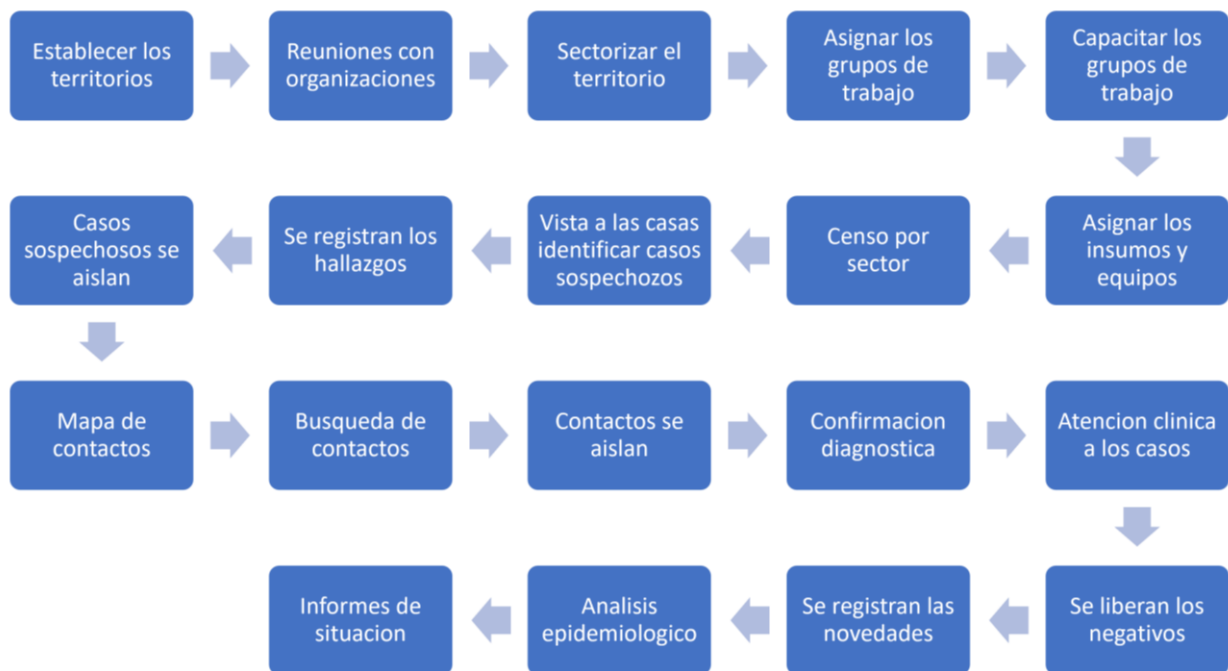 Establecer los
territorios
Reuniones con
organizaciones
Sectorizar el
territorio
Asignar los
grupos de
trabajo
Capacitar los
grupos de
trabajo
Asignar los
insumos y
equipos
Censo por
sector
Vista a las casas
identificar casos
sospechozos
Se registran los
hallazgos
Casos
sospechosos se
aislan
Mapa de
contactos
Busqueda de
contactos
Contactos se
aislan
Confirmacion
diagnostica
Atencion clinica
a los casos
Se liberan los
negativos
Se registran las
novedades
Analisis
epidemiologico
Informes de
situacion